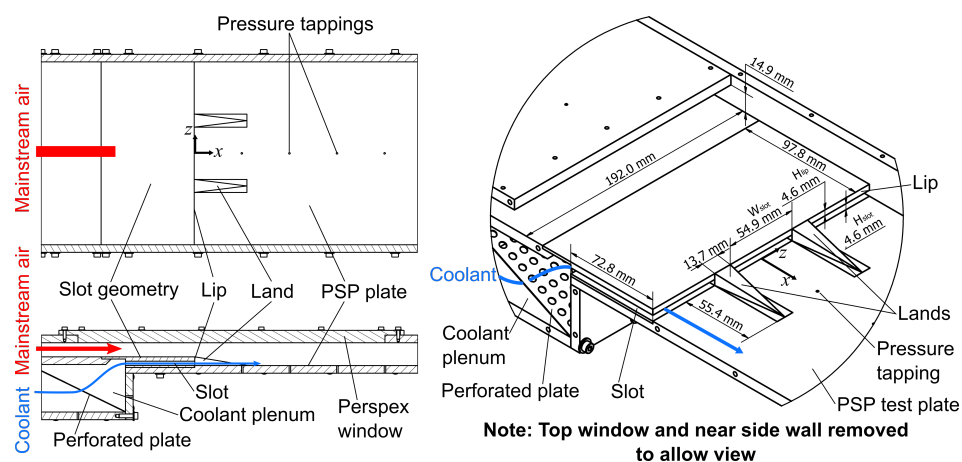 Pressure tappings
Mainstream air
z
x
Slot geometry
Lip
Land
PSP plate
Mainstream air
Coolant
Slot
Coolant plenum
Perforated plate
Perspex
window
14.9 mm
192.0 mm
97.8 mm
Lip
Hlip
4.6 mm
Wslot
54.9 mm
Hslot
4.6 mm
13.7 mm
z
x
72.8 mm
55.4 mm
Coolant
Coolant
plenum
Perforated plate
Slot
Lands
Pressure
tapping
PSP test plate
Note: Top window and near side wall removed
to allow view